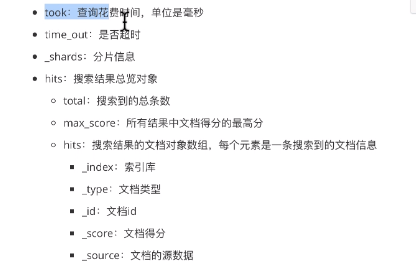 took：查询花费时间，单位是毫秒
time_out：是否超时
_shards：分片信息
hits：搜索结果总览对象
total：搜索到的总条数
max_score：所有结果中文档得分的最高分
hits：搜索结果的文档对象数组，每个元素是一条搜索到的文档信息
_index：索引库
_type：文档类型
_id：文档id
_score：文档得分
_source：文档的源数据